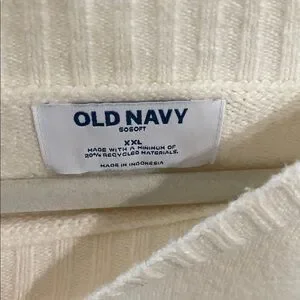 OLD NAVY
SOSOFT
XXL
MADE WITH A MINIMUM OF
20% RECYCLED MATERIALS.
MADE IN INDONESIA